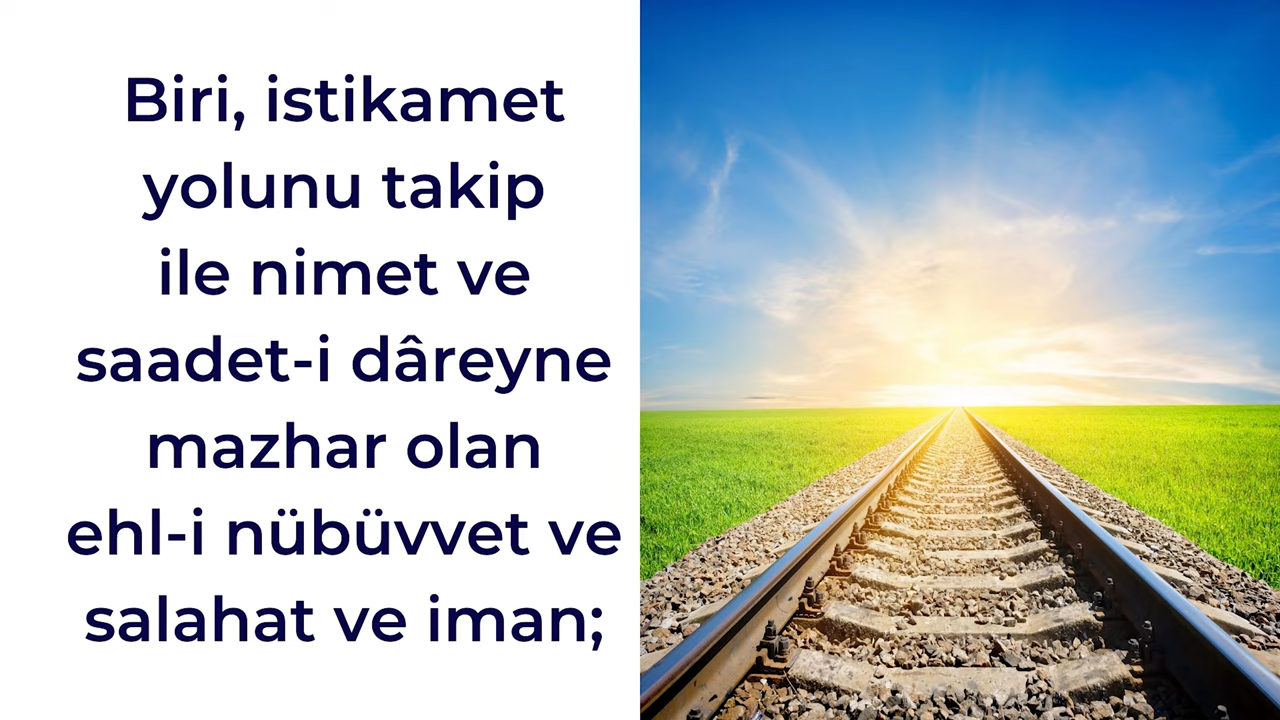 Biri, istikamet
yolunu takip
ile nimet ve
saadet-i dâreyne
mazhar olan
ehl-i nübüvvet ve
salahat ve iman;